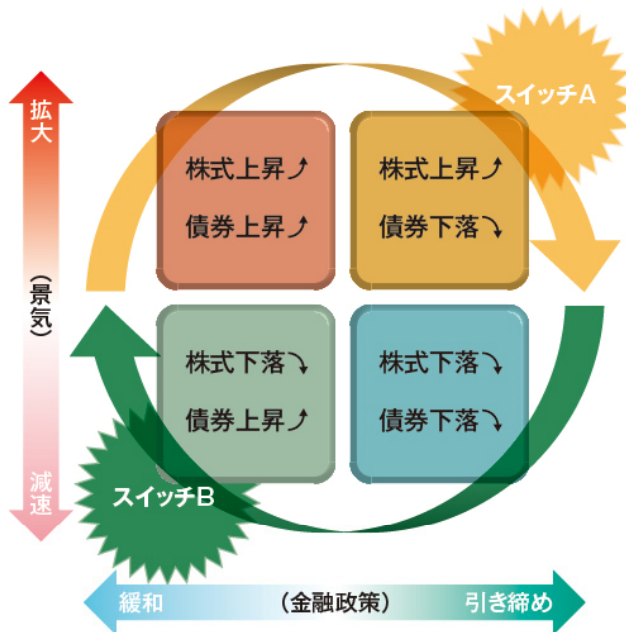 スイッチA
拡大
(景気)
減速
株式上昇⤴
債券上昇⤴
株式上昇⤴
債券下落⤵
株式下落⤵
債券上昇⤴
株式下落⤵
債券下落⤵
スイッチB
緩和
(金融政策)
引き締め